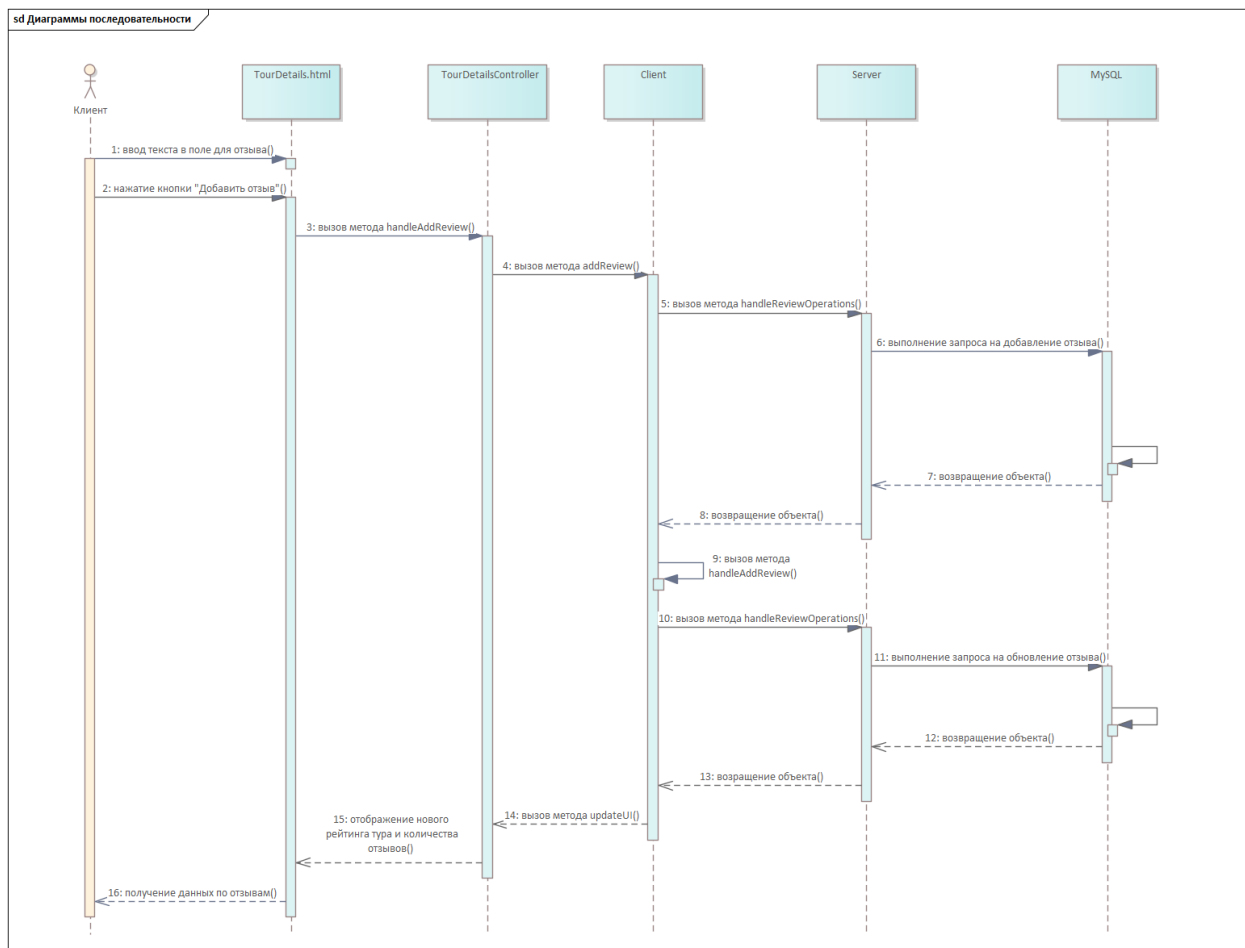 sd Диаграммы последовательности
TourDetails.html
TourDetailsController
Client
Server
MySQL
Клиент
1: ввод текста в поле для отзыва()
2: нажатие кнопки "Добавить отзыв"()
3: вызов метода handleAddReview()
4: вызов метода addReview()
5: вызов метода handleReviewOperations()
6: выполнение запроса на добавление отзыва()
7: возвращение объекта()
8: возвращение объекта()
9: вызов метода
handleAddReview()
10: вызов метода handleReviewOperations()
11: выполнение запроса на обновление отзыва()
12: возвращение объекта()
13: возращение объекта()
14: вызов метода updateUI()
15: отображение нового
рейтинга тура и количества
отзывов()
16: получение данных по отзывам()